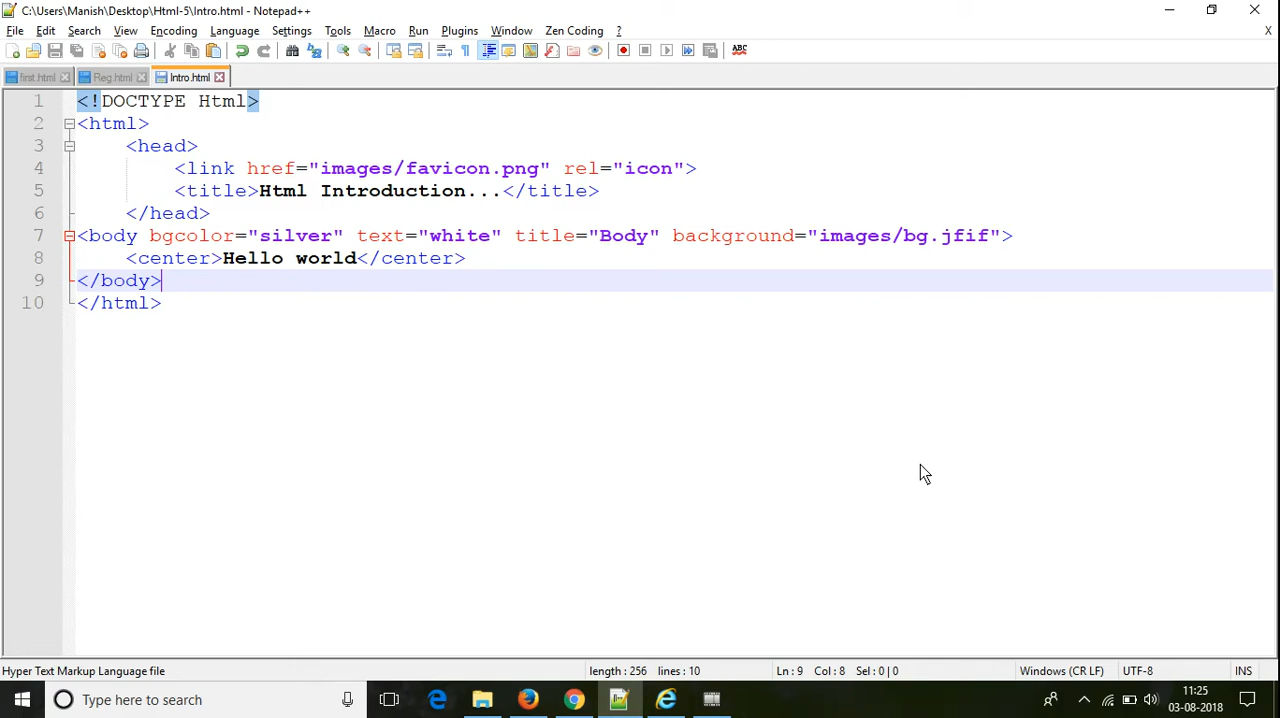 C:\Users\Manish\Desktop\Html-5\Intro.html - Notepad++
File Edit Search View Encoding Language Settings Tools Macro Run Plugins Window Zen Coding ? X
first.html Reg.html Intro.html
1 <!DOCTYPE Html>
2 <html>
3 <head>
4 <link href="images/favicon.png" rel="icon">
5 <title>Html Introduction...</title>
6 </head>
7 <body bgcolor="silver" text="white" title="Body" background="images/bg.jfif">
8 <center>Hello world</center>
9 </body>
10 </html>
Hyper Text Markup Language file length : 256 lines : 10 Ln : 9 Col : 8 Sel : 0 | 0 Windows (CR LF) UTF-8 INS
Type here to search 11:25
03-08-2018